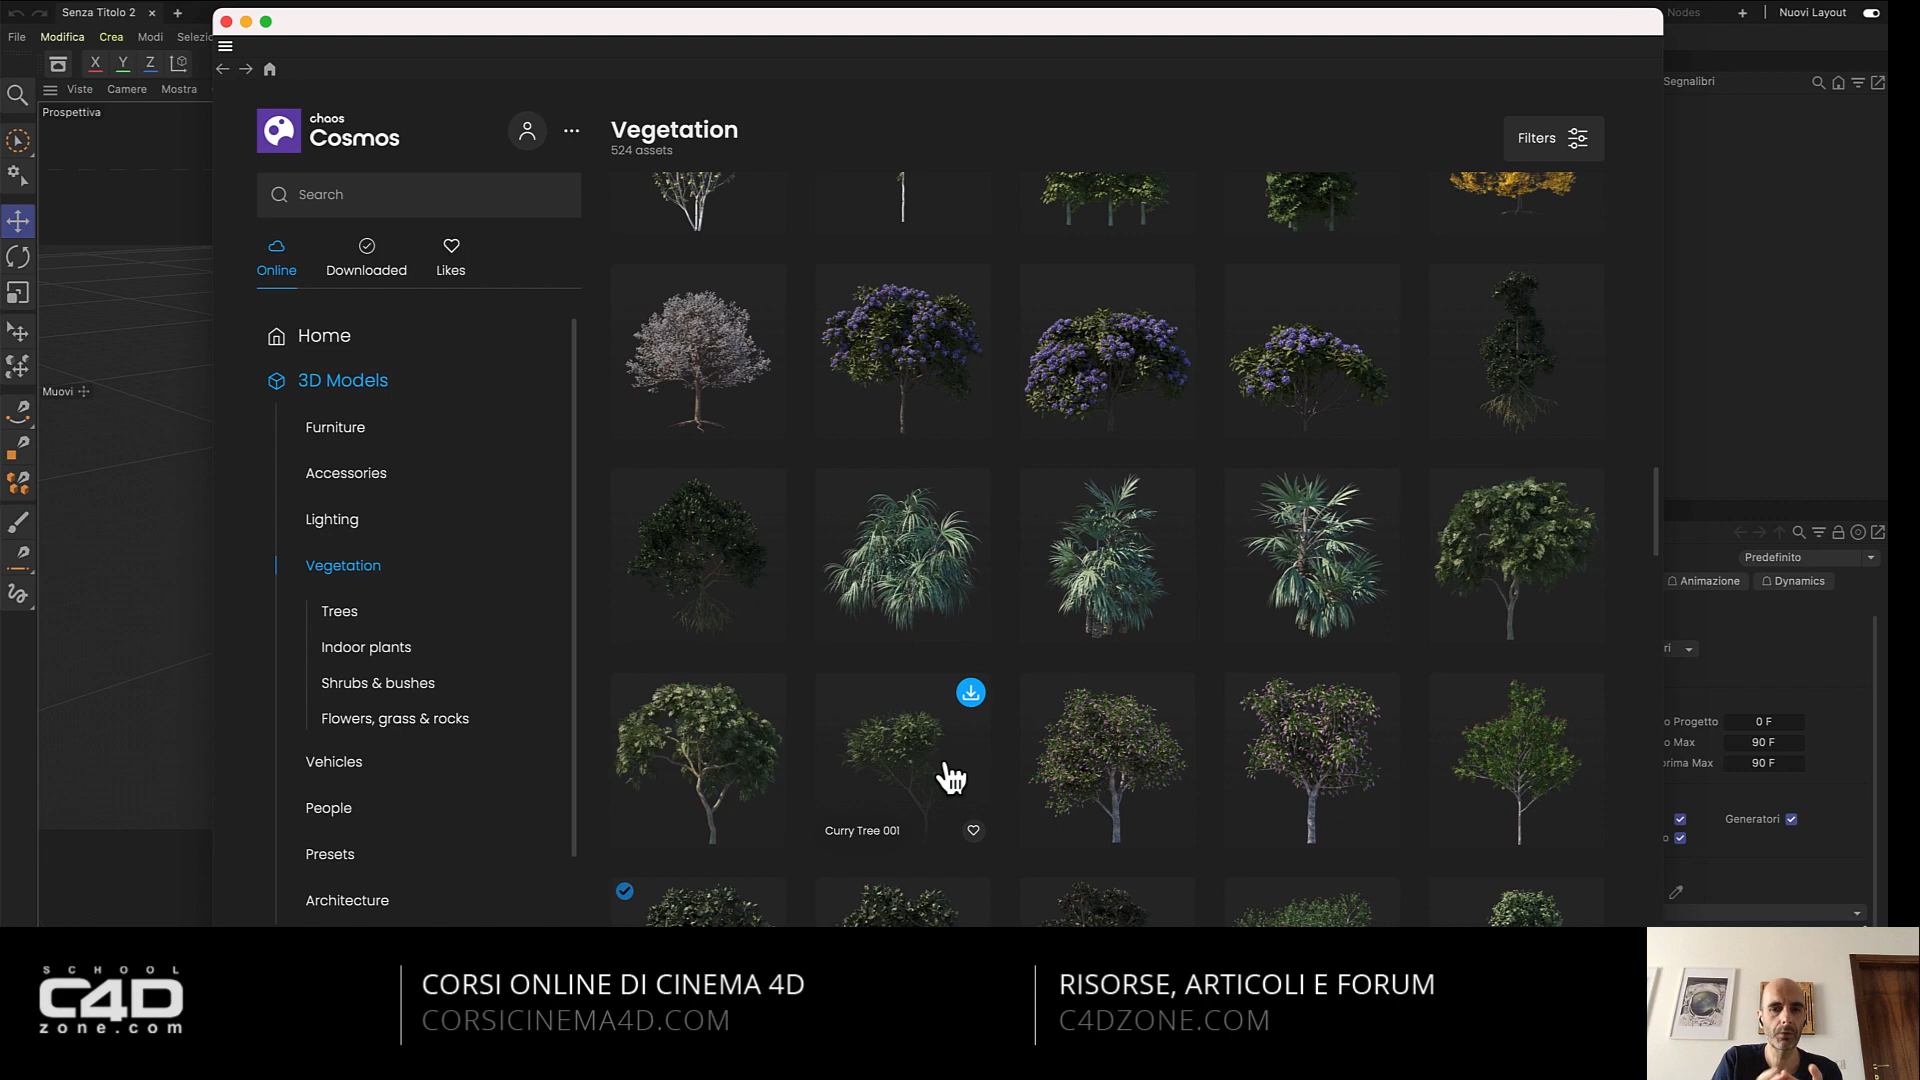 Senza Titolo 2
Nodes
Nuovi Layout
File
Modifica
Crea
Modi
X
Y
Z
Viste
Camere
Mostra
Segnalibri
Prospettiva
Muovi
chaos
Cosmos
Search
Online
Downloaded
Likes
Home
3D Models
Furniture
Accessories
Lighting
Vegetation
Trees
Indoor plants
Shrubs & bushes
Flowers, grass & rocks
Vehicles
People
Presets
Architecture
Vegetation
524 assets
Filters
Curry Tree 001
Predefinito
Animazione
Dynamics
Progetto
0 F
Max
90 F
Max
90 F
Generatori
SCHOOL
C4D
zone.com
CORSI ONLINE DI CINEMA 4D
CORSICINEMA4D.COM
RISORSE, ARTICOLI E FORUM
C4DZONE.COM